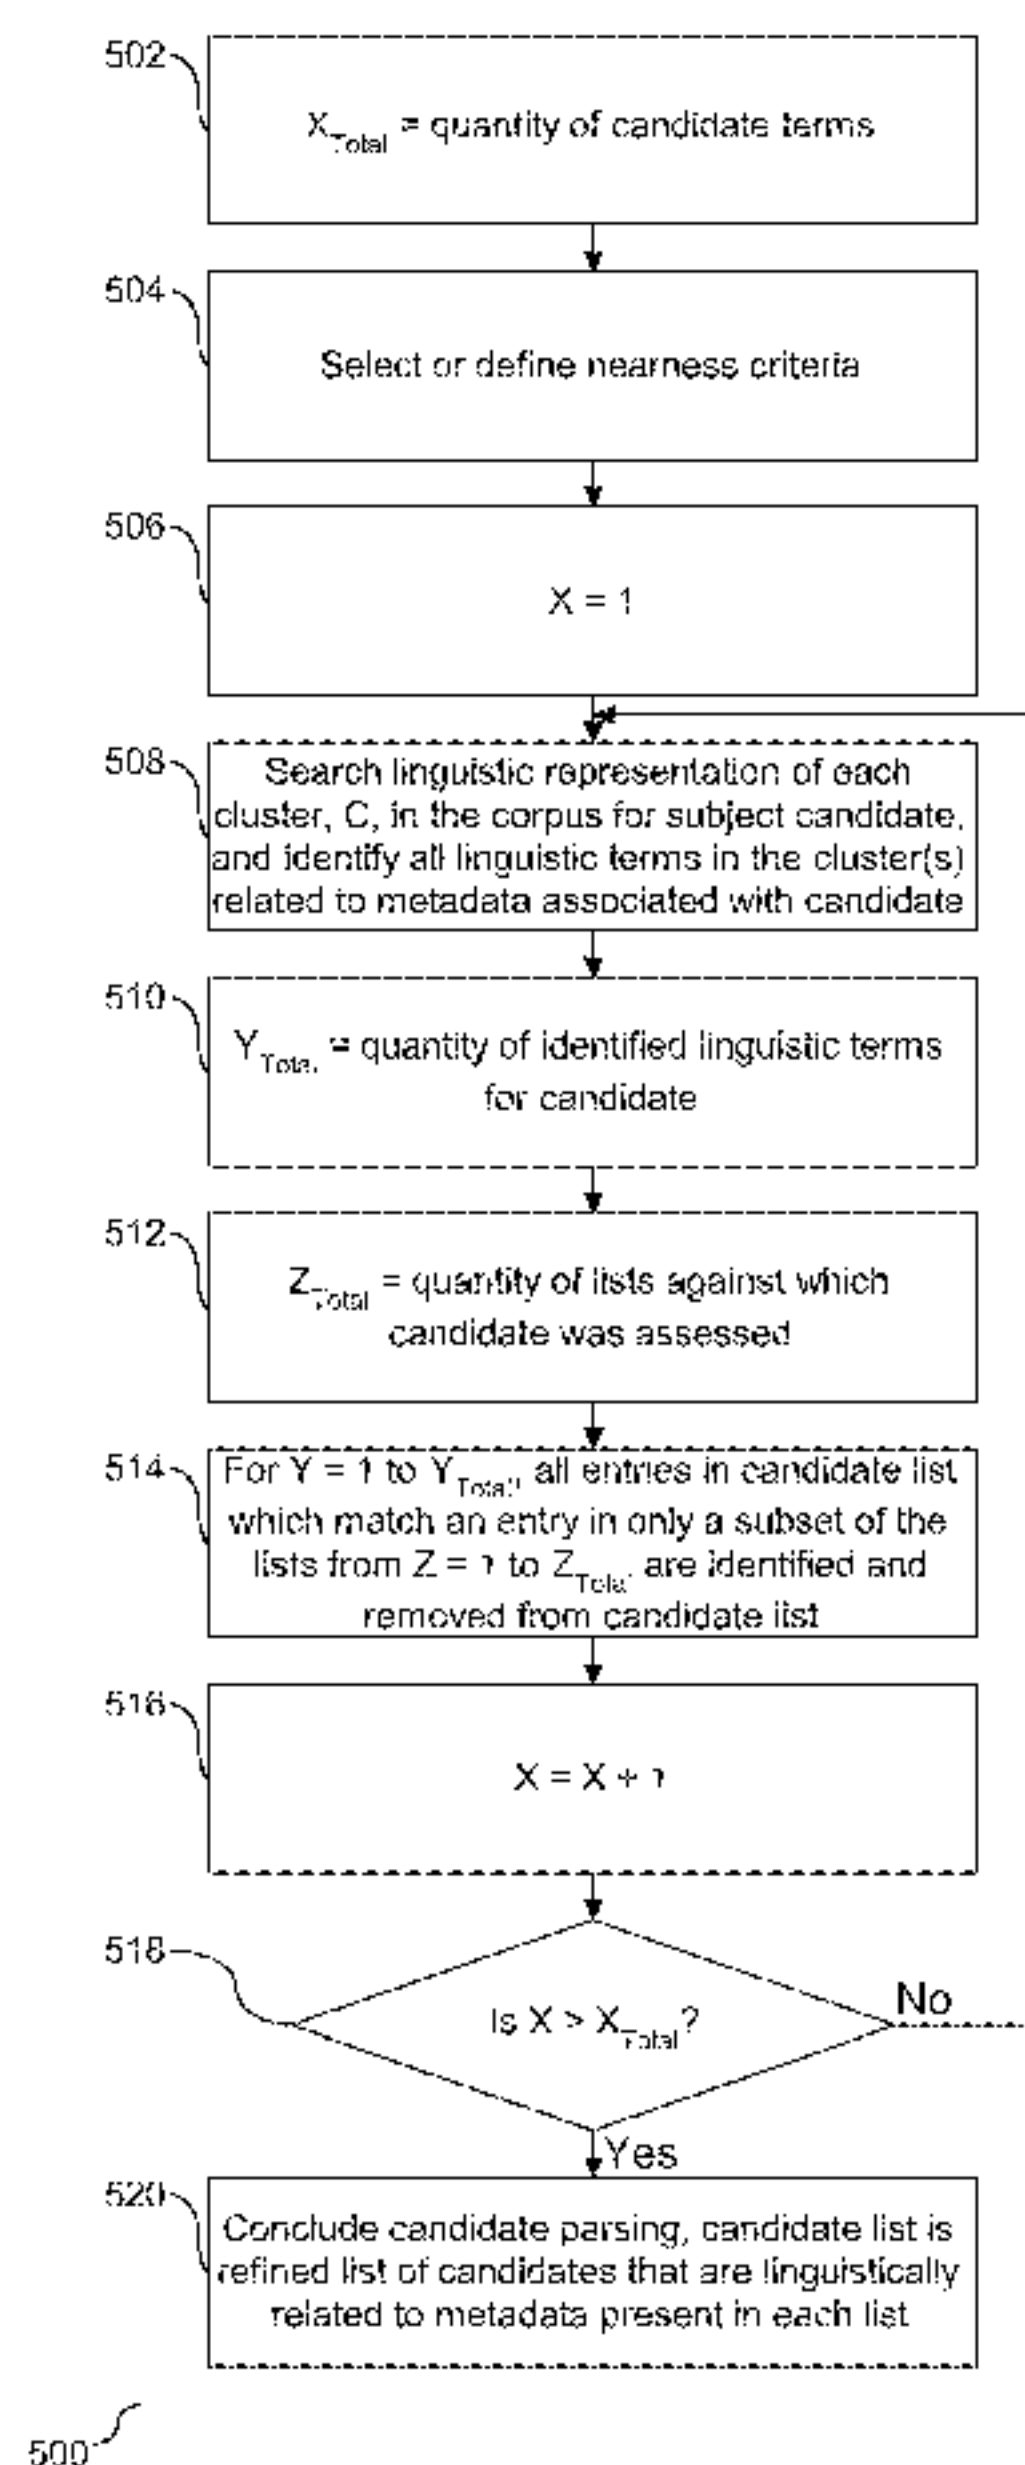 502
X_Total = quantity of candidate terms
504
Select or define nearness criteria
506
X = 1
508
Search linguistic representation of each
cluster, C, in the corpus for subject candidate,
and identify all linguistic terms in the cluster(s)
related to metadata associated with candidate
510
Y_Total = quantity of identified linguistic terms
for candidate
512
Z_Total = quantity of lists against which
candidate was assessed
514
For Y = 1 to Y_Total, all entries in candidate list
which match an entry in only a subset of the
lists from Z = 1 to Z_Total are identified and
removed from candidate list
516
X = X + 1
518
Is X > X_Total?
No
Yes
520
Conclude candidate parsing, candidate list is
refined list of candidates that are linguistically
related to metadata present in each list
500